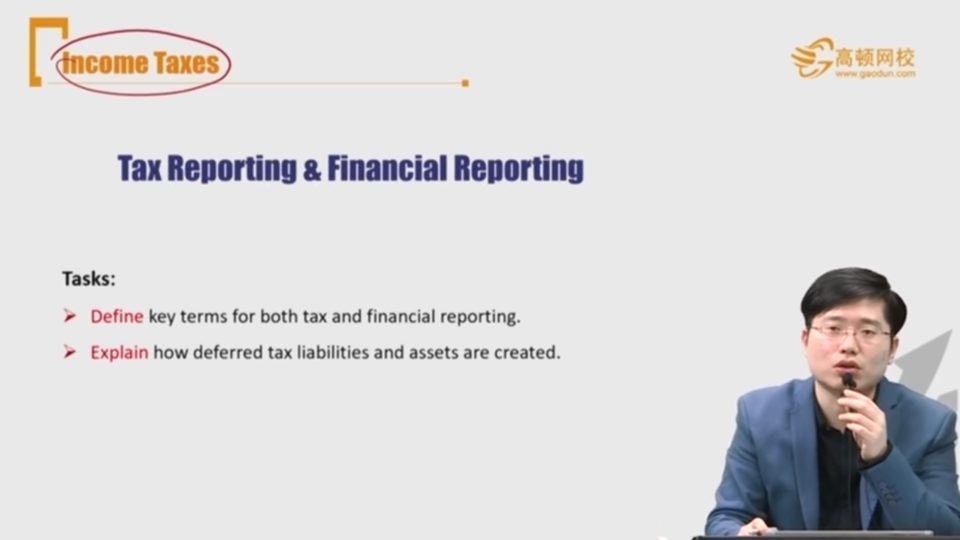 Income Taxes
高顿网校
www.gaodun.com
Tax Reporting & Financial Reporting
Tasks:
Define key terms for both tax and financial reporting.
Explain how deferred tax liabilities and assets are created.